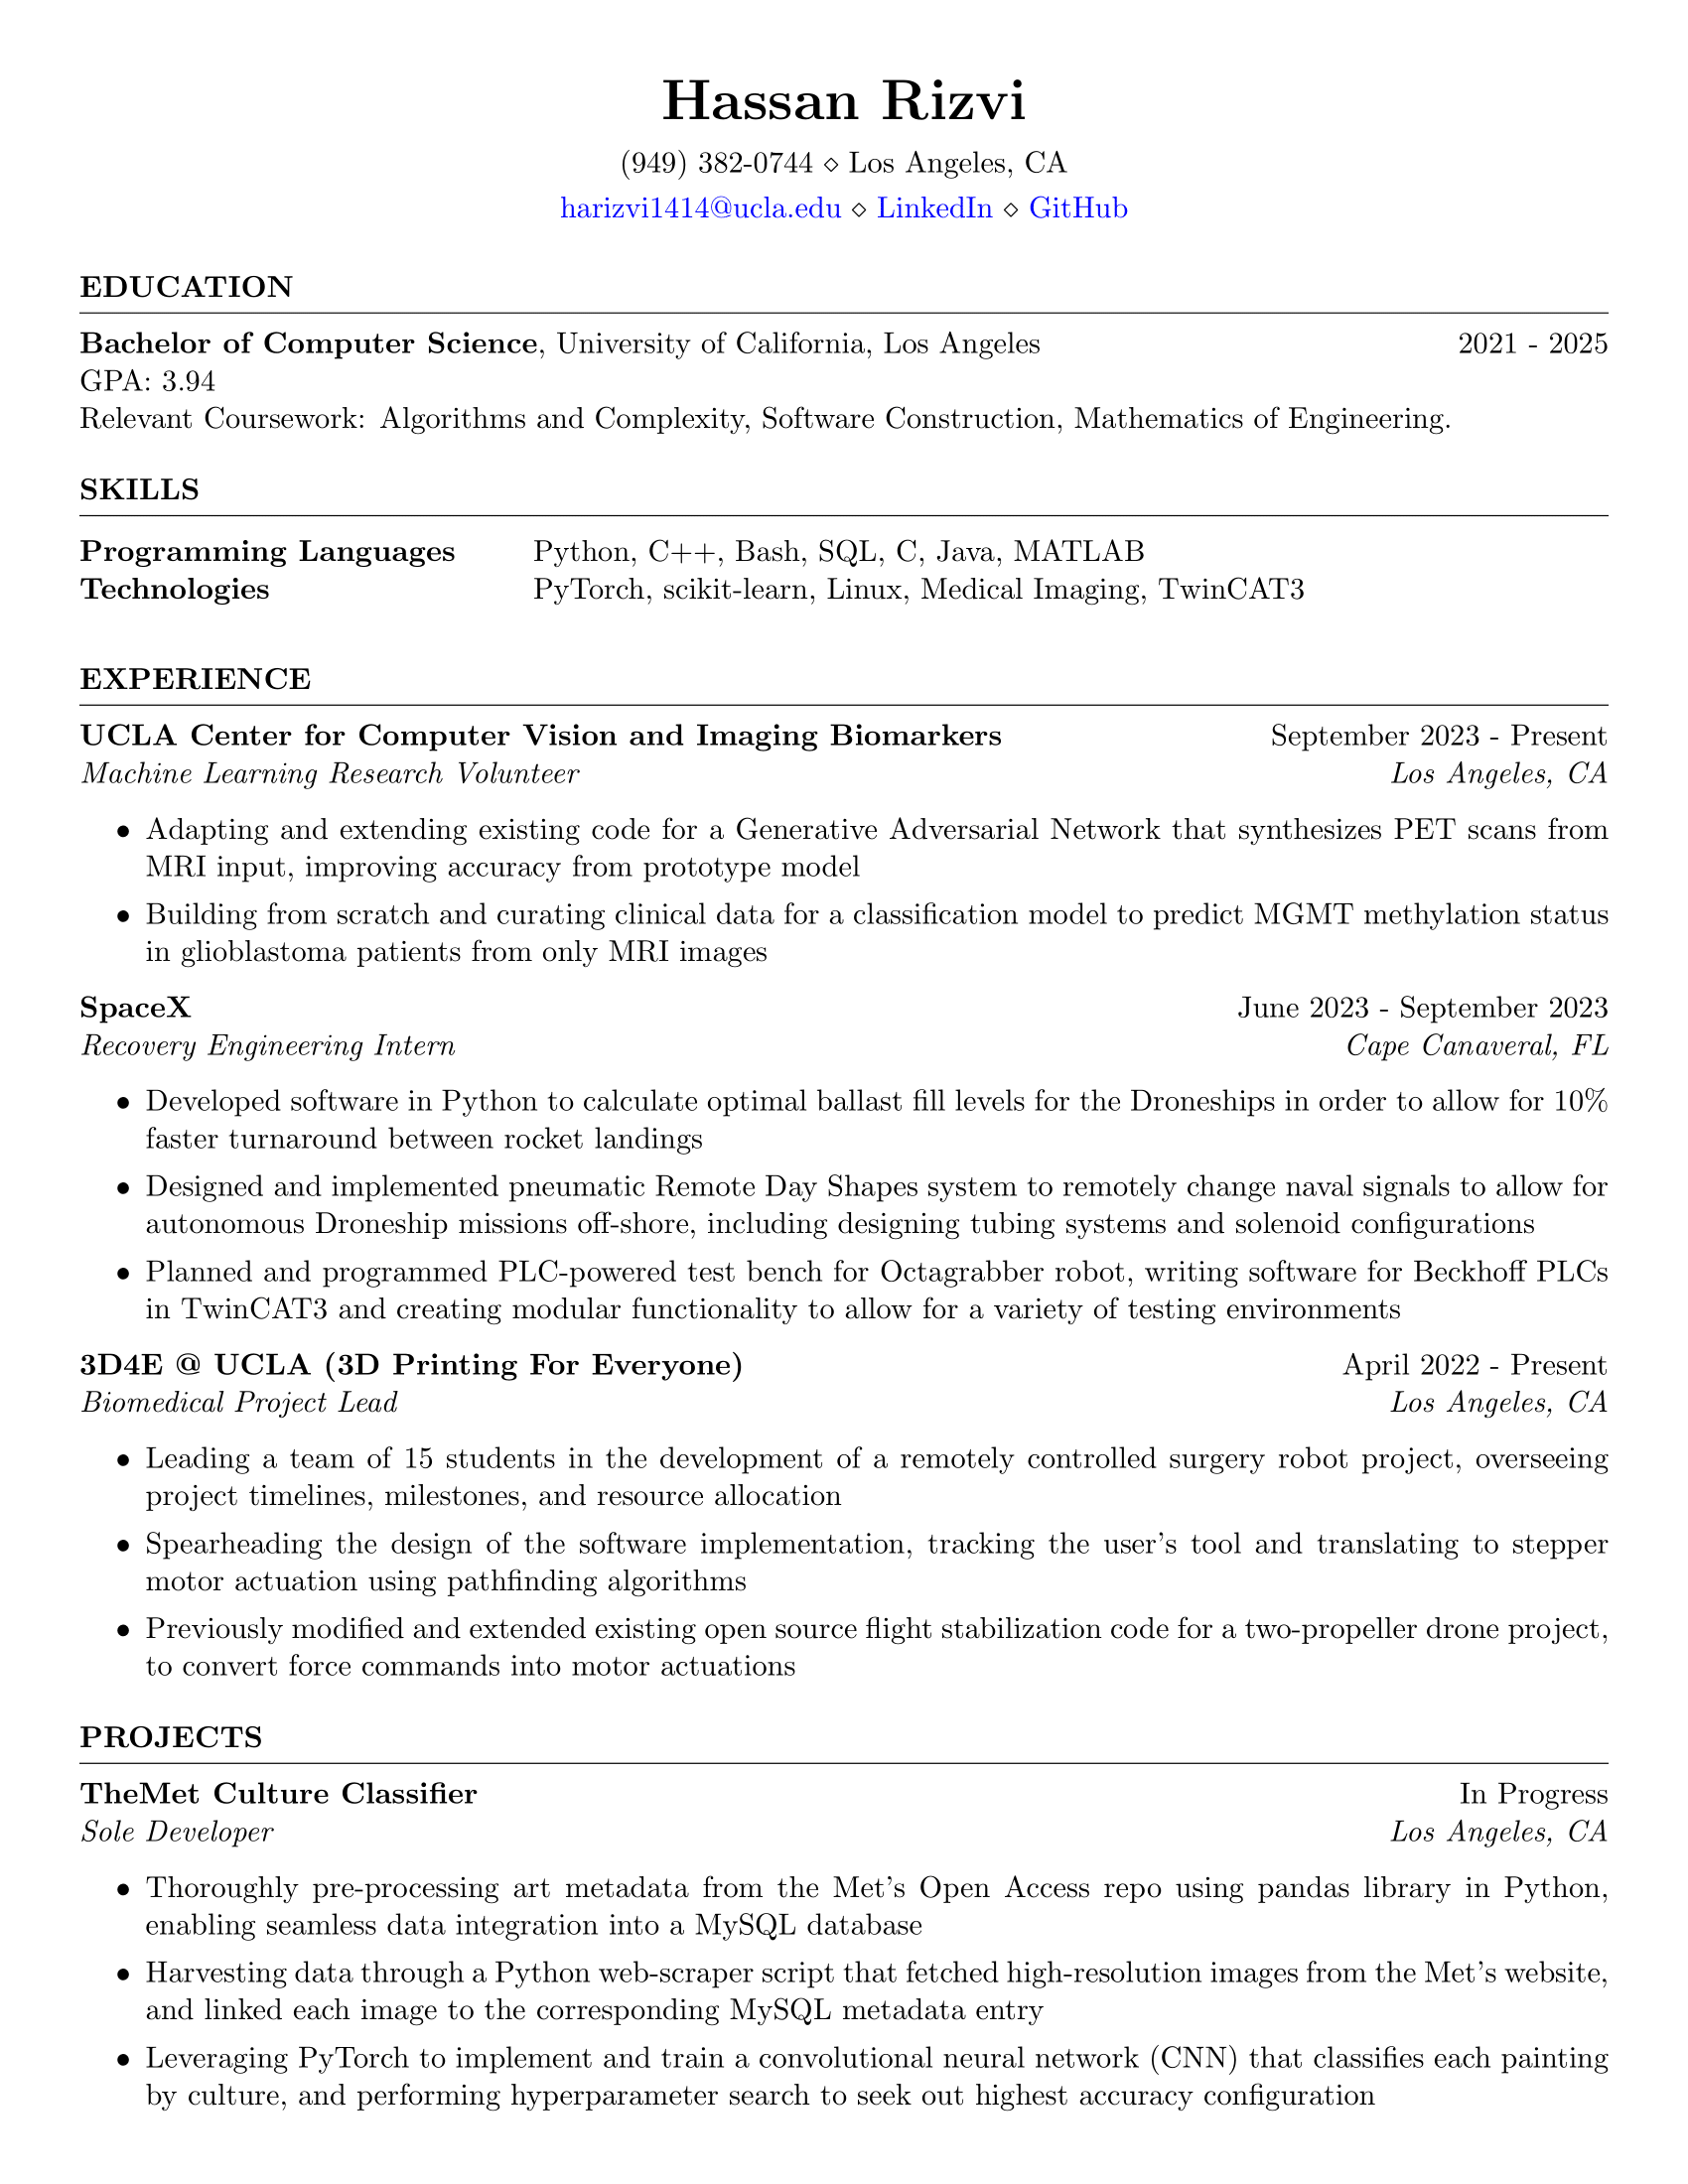 Hassan Rizvi
(949) 382-0744 ⋄ Los Angeles, CA
harizvi1414@ucla.edu ⋄ LinkedIn ⋄ GitHub
EDUCATION
Bachelor of Computer Science, University of California, Los Angeles 2021 - 2025
GPA: 3.94
Relevant Coursework: Algorithms and Complexity, Software Construction, Mathematics of Engineering.
SKILLS
Programming Languages Python, C++, Bash, SQL, C, Java, MATLAB
Technologies PyTorch, scikit-learn, Linux, Medical Imaging, TwinCAT3
EXPERIENCE
UCLA Center for Computer Vision and Imaging Biomarkers September 2023 - Present
Machine Learning Research Volunteer Los Angeles, CA
• Adapting and extending existing code for a Generative Adversarial Network that synthesizes PET scans from
MRI input, improving accuracy from prototype model
• Building from scratch and curating clinical data for a classification model to predict MGMT methylation status
in glioblastoma patients from only MRI images
SpaceX June 2023 - September 2023
Recovery Engineering Intern Cape Canaveral, FL
• Developed software in Python to calculate optimal ballast fill levels for the Droneships in order to allow for 10%
faster turnaround between rocket landings
• Designed and implemented pneumatic Remote Day Shapes system to remotely change naval signals to allow for
autonomous Droneship missions off-shore, including designing tubing systems and solenoid configurations
• Planned and programmed PLC-powered test bench for Octagrabber robot, writing software for Beckhoff PLCs
in TwinCAT3 and creating modular functionality to allow for a variety of testing environments
3D4E @ UCLA (3D Printing For Everyone) April 2022 - Present
Biomedical Project Lead Los Angeles, CA
• Leading a team of 15 students in the development of a remotely controlled surgery robot project, overseeing
project timelines, milestones, and resource allocation
• Spearheading the design of the software implementation, tracking the user's tool and translating to stepper
motor actuation using pathfinding algorithms
• Previously modified and extended existing open source flight stabilization code for a two-propeller drone project,
to convert force commands into motor actuations
PROJECTS
TheMet Culture Classifier In Progress
Sole Developer Los Angeles, CA
• Thoroughly pre-processing art metadata from the Met's Open Access repo using pandas library in Python,
enabling seamless data integration into a MySQL database
• Harvesting data through a Python web-scraper script that fetched high-resolution images from the Met's website,
and linked each image to the corresponding MySQL metadata entry
• Leveraging PyTorch to implement and train a convolutional neural network (CNN) that classifies each painting
by culture, and performing hyperparameter search to seek out highest accuracy configuration